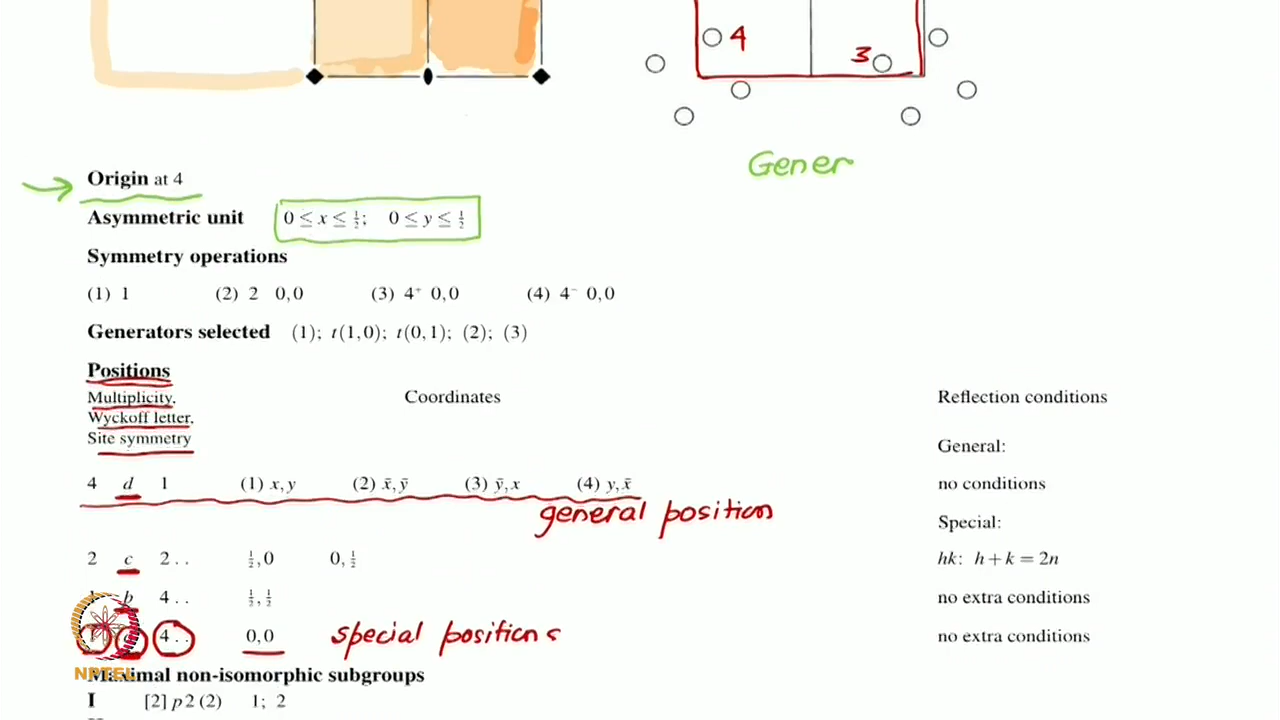 4
3
Gener
Origin at 4
Asymmetric unit 0 ≤ x ≤ ½; 0 ≤ y ≤ ½
Symmetry operations
(1) 1 (2) 2 0,0 (3) 4⁺ 0,0 (4) 4⁻ 0,0
Generators selected (1); t(1,0); t(0,1); (2); (3)
Positions
Multiplicity, Coordinates Reflection conditions
Wyckoff letter,
Site symmetry
General:
4 d 1 (1) x,y (2) x̄,ȳ (3) ȳ,x (4) y,x̄ no conditions
general position
Special:
2 c 2 . . ½,0 0,½ hk: h + k = 2n
b 4 . . ½,½ no extra conditions
4 . . 0,0 special positions no extra conditions
NPTEL
Maximal non-isomorphic subgroups
I [2] p2 (2) 1; 2